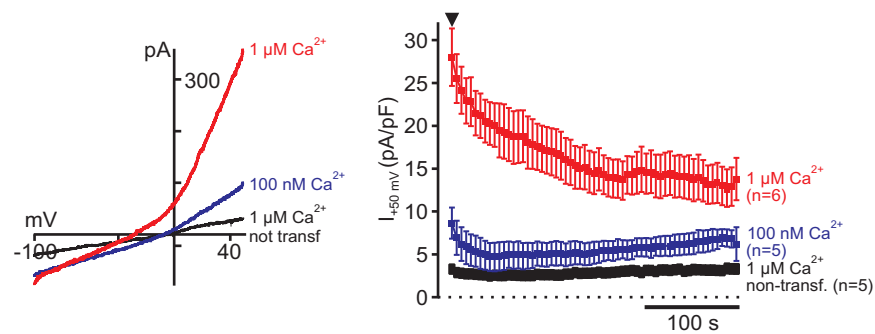 pA
1 µM Ca2+
300
100 nM Ca2+
1 µM Ca2+
not transf
mV
-100
40
30
25
20
15
10
5
0
I+50 mV (pA/pF)
1 µM Ca2+
(n=6)
100 nM Ca2+
(n=5)
1 µM Ca2+
non-transf. (n=5)
100 s